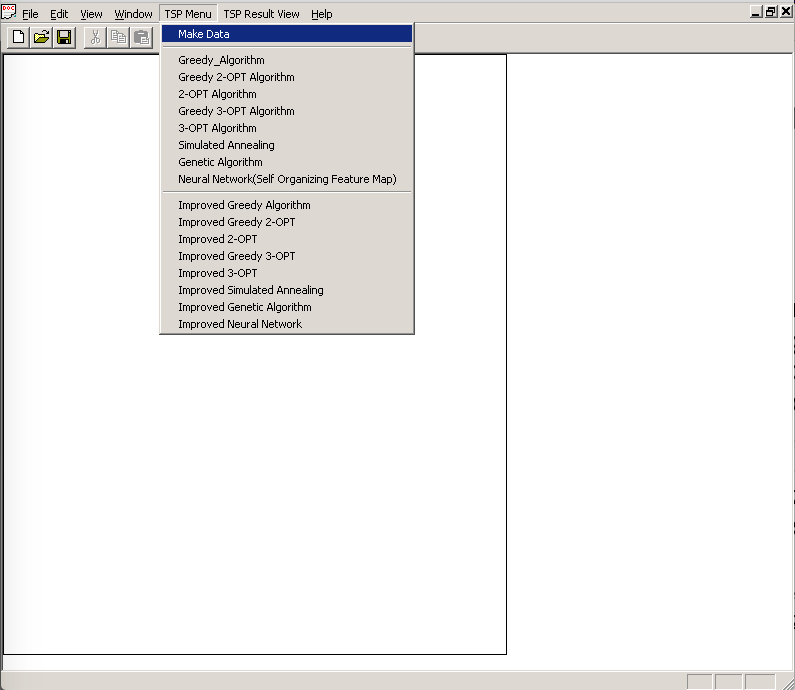 DOC
File Edit View Window TSP Menu TSP Result View Help
Make Data
Greedy_Algorithm
Greedy 2-OPT Algorithm
2-OPT Algorithm
Greedy 3-OPT Algorithm
3-OPT Algorithm
Simulated Annealing
Genetic Algorithm
Neural Network(Self Organizing Feature Map)
Improved Greedy Algorithm
Improved Greedy 2-OPT
Improved 2-OPT
Improved Greedy 3-OPT
Improved 3-OPT
Improved Simulated Annealing
Improved Genetic Algorithm
Improved Neural Network